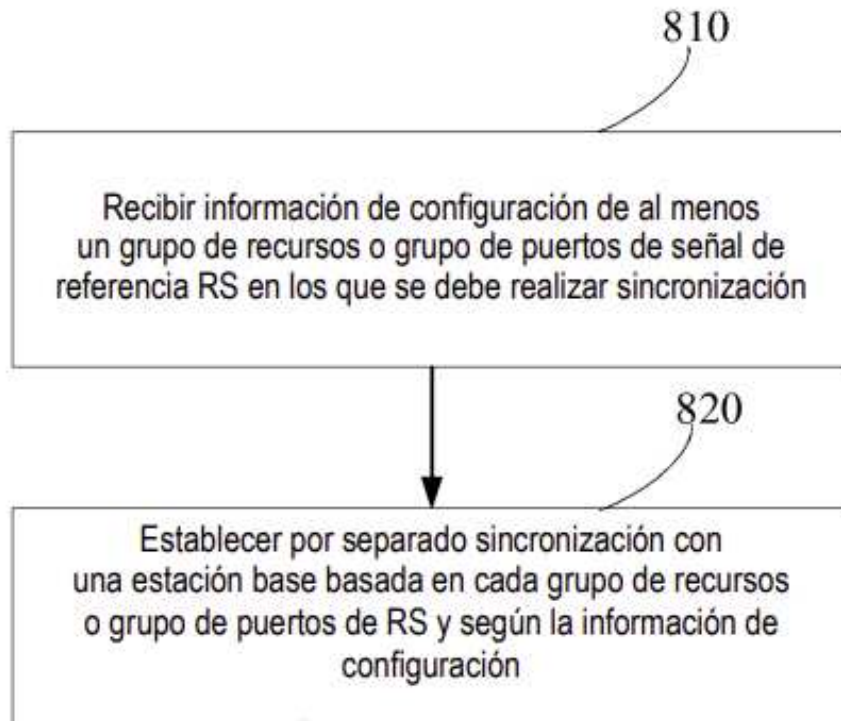 810
Recibir información de configuración de al menos
un grupo de recursos o grupo de puertos de señal de
referencia RS en los que se debe realizar sincronización
820
Establecer por separado sincronización con
una estación base basada en cada grupo de recursos
o grupo de puertos de RS y según la información de
configuración